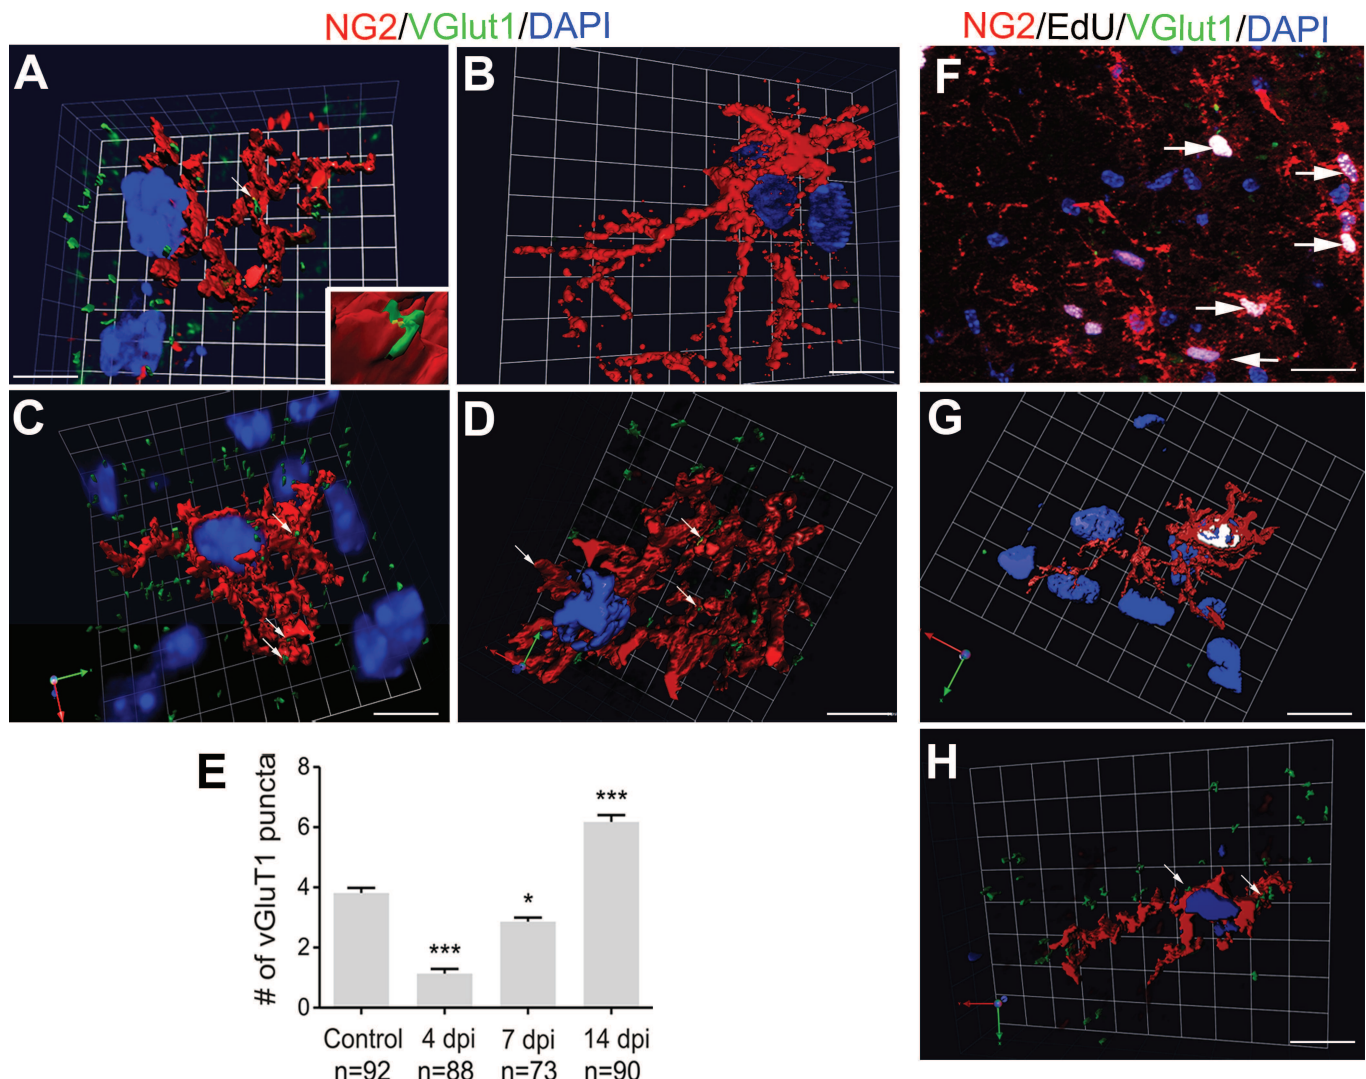 NG2/VGlut1/DAPI
NG2/EdU/VGlut1/DAPI
A
B
F
C
D
G
E
# of vGluT1 puncta
8
6
4
2
0
***
*
***
Control
4 dpi
7 dpi
14 dpi
n=92
n=88
n=73
n=90
H